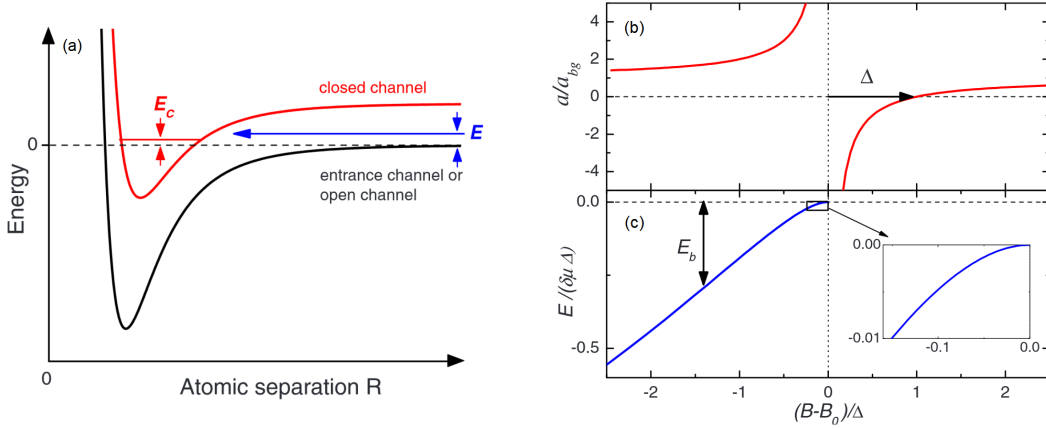 (a)
closed channel
E_c
E
0
entrance channel or
open channel
Energy
0
Atomic separation R
(b)
a/a_bg
4
2
0
-2
-4
Δ
(c)
E/(δμ Δ)
0.0
-0.5
E_b
0.00
-0.01
-0.1
0.0
-2
-1
0
1
2
(B-B_0)/Δ